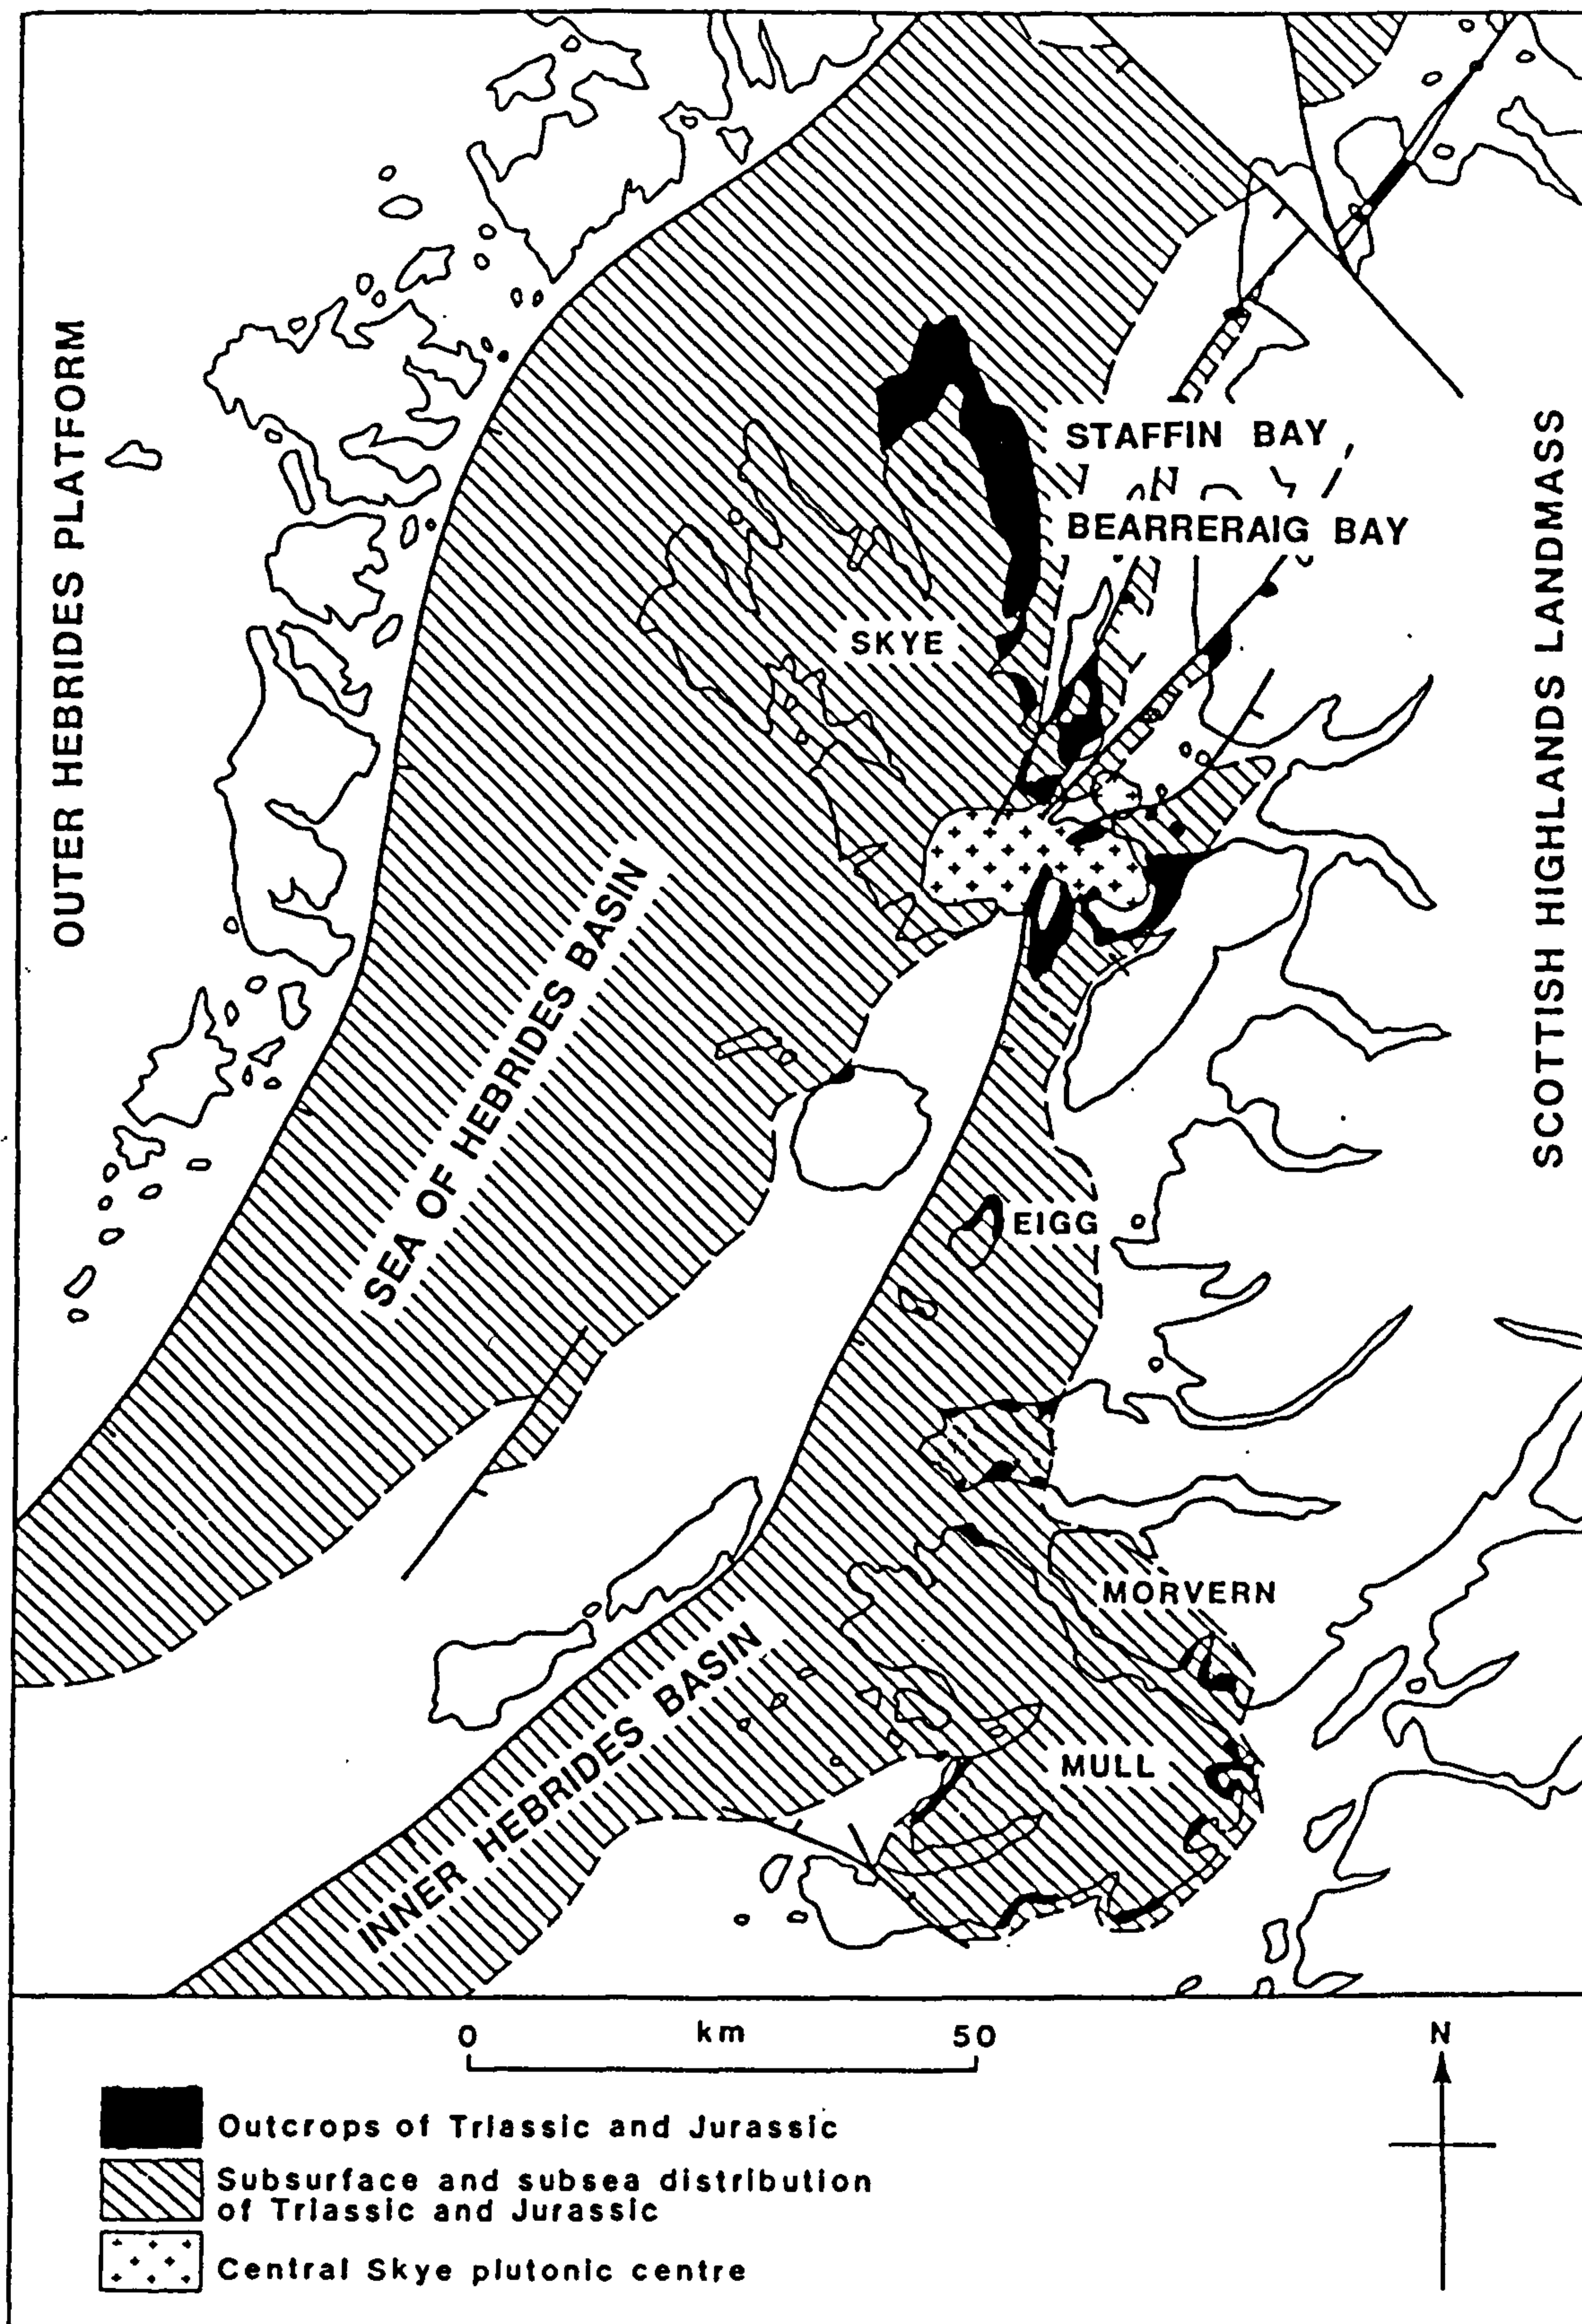 OUTER HEBRIDES PLATFORM
STAFFIN BAY
BEARRERAIG BAY
SKYE
SCOTTISH HIGHLANDS LANDMASS
SEA OF HEBRIDES BASIN
EIGG
MORVERN
INNER HEBRIDES BASIN
MULL
0 km 50
N
Outcrops of Triassic and Jurassic
Subsurface and subsea distribution
of Triassic and Jurassic
Central Skye plutonic centre